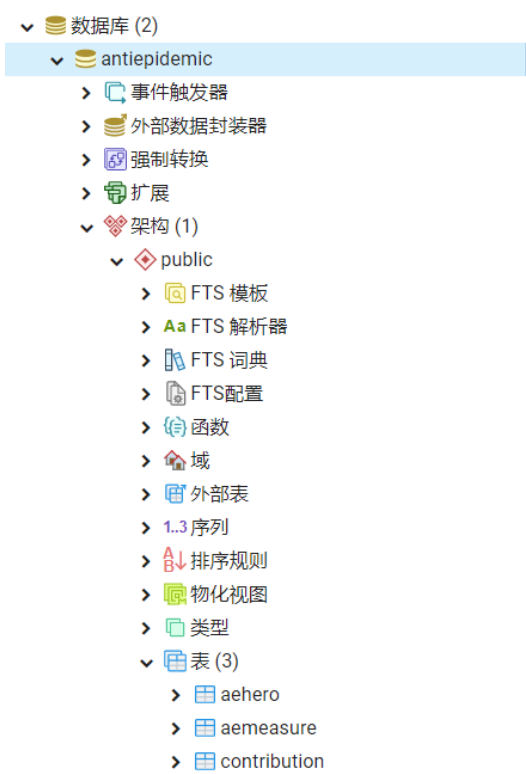 数据库 (2)
antiepidemic
事件触发器
外部数据封装器
强制转换
扩展
架构 (1)
public
FTS 模板
Aa FTS 解析器
FTS 词典
FTS配置
函数
域
外部表
1..3 序列
AB 排序规则
物化视图
类型
表 (3)
aehero
aemeasure
contribution